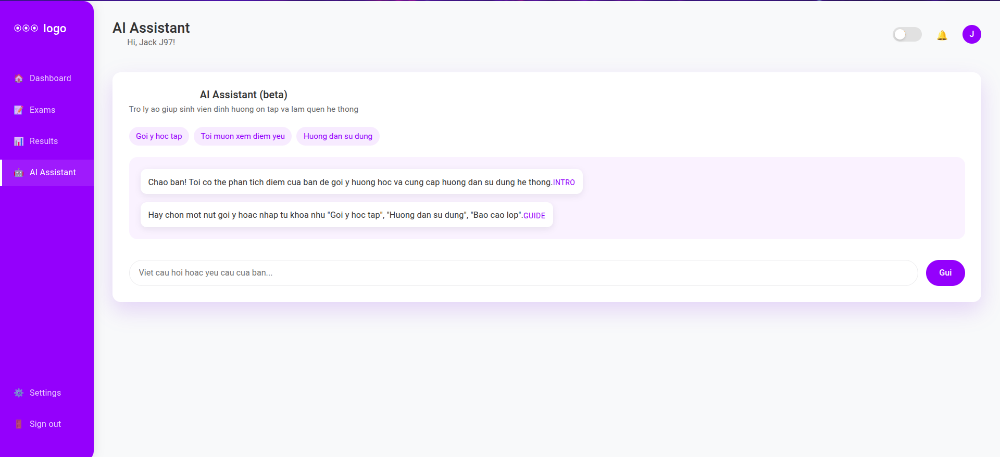 logo
Dashboard
Exams
Results
AI Assistant
Settings
Sign out
AI Assistant
Hi, Jack J97!
J
AI Assistant (beta)
Tro ly ao giup sinh vien dinh huong on tap va lam quen he thong
Goi y hoc tap
Toi muon xem diem yeu
Huong dan su dung
Chao ban! Toi co the phan tich diem cua ban de goi y huong hoc va cung cap huong dan su dung he thong.INTRO
Hay chon mot nut goi y hoac nhap tu khoa nhu "Goi y hoc tap", "Huong dan su dung", "Bao cao lop".GUIDE
Viet cau hoi hoac yeu cau cua ban...
Gui